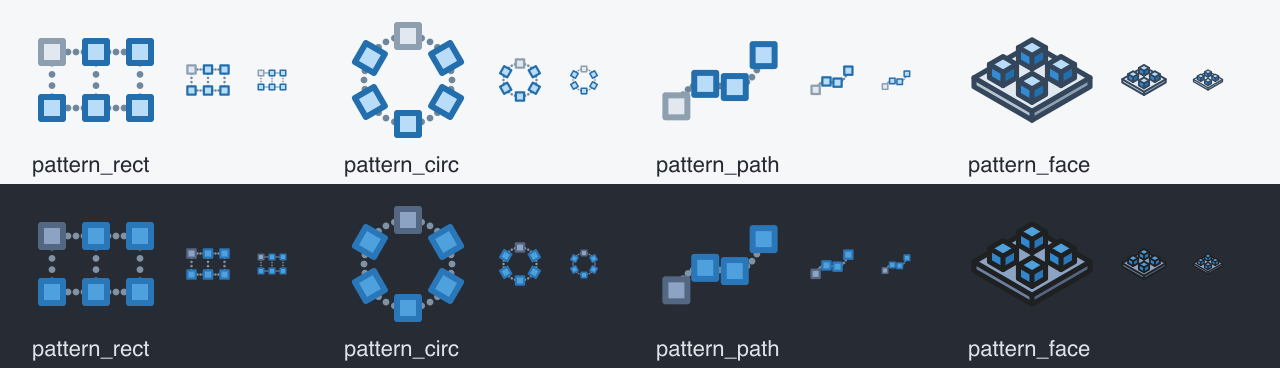 pattern_rect
pattern_circ
pattern_path
pattern_face
pattern_rect
pattern_circ
pattern_path
pattern_face